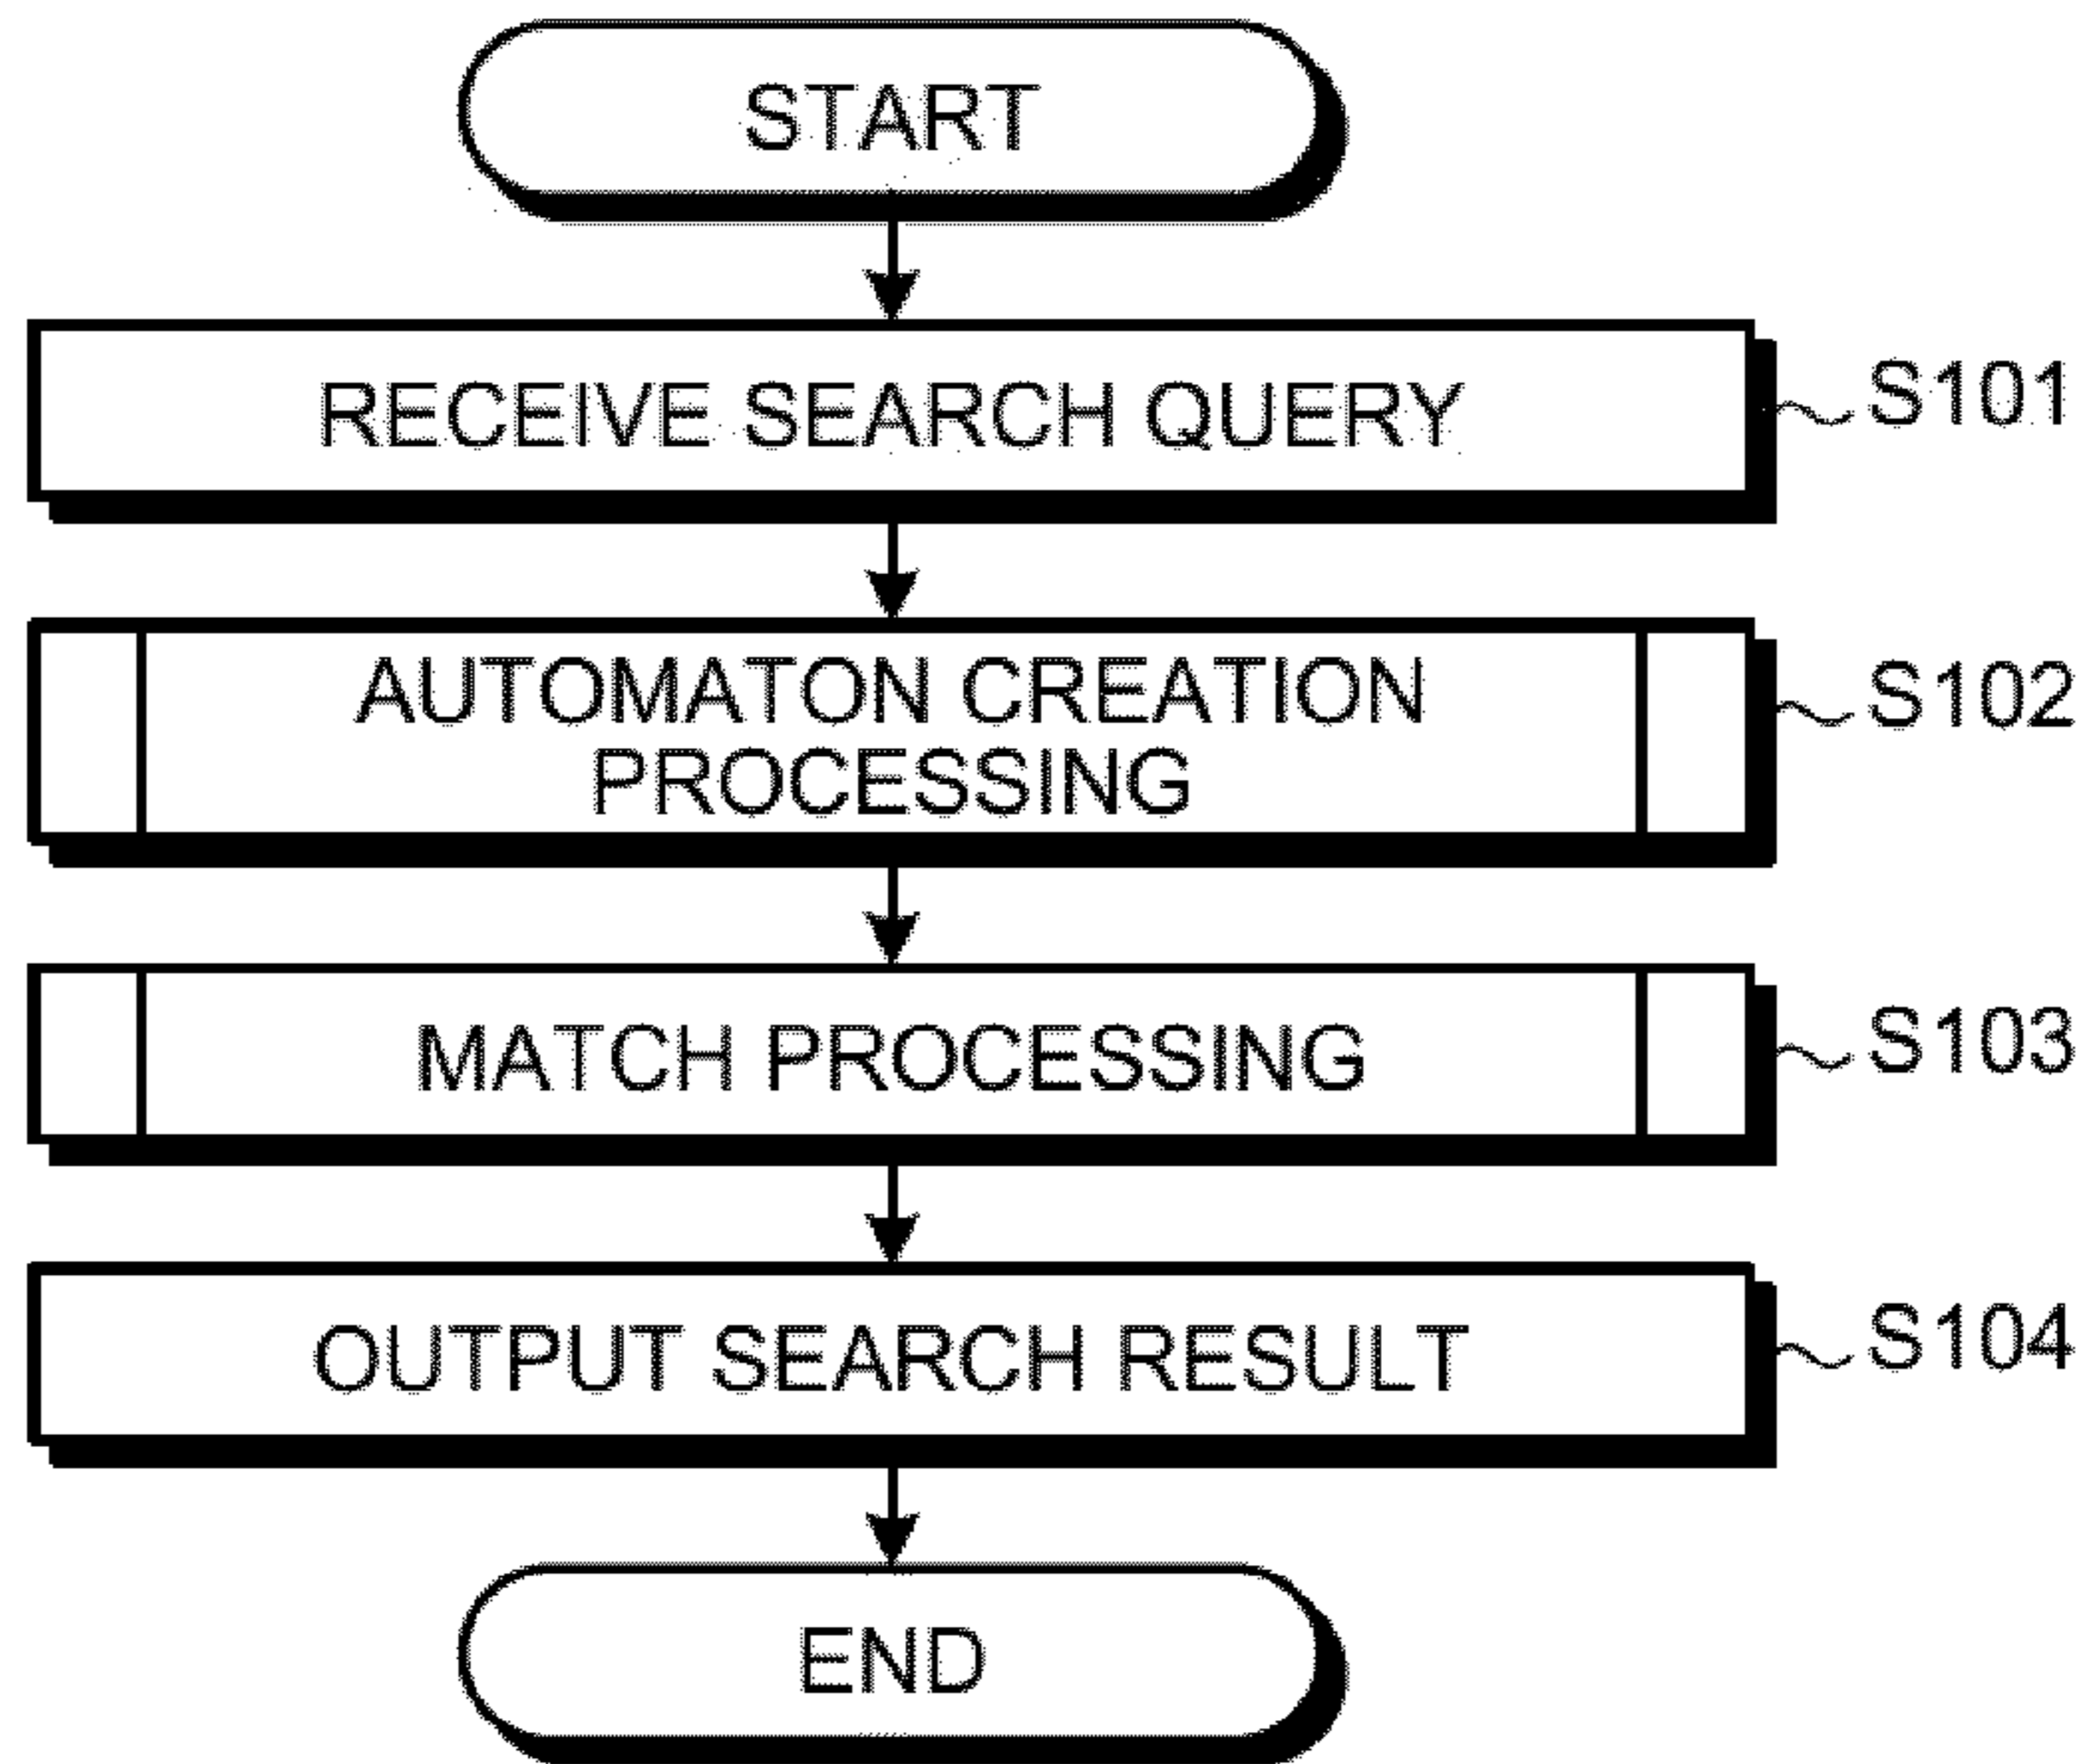 START
RECEIVE SEARCH QUERY
S101
AUTOMATON CREATION
PROCESSING
S102
MATCH PROCESSING
S103
OUTPUT SEARCH RESULT
S104
END